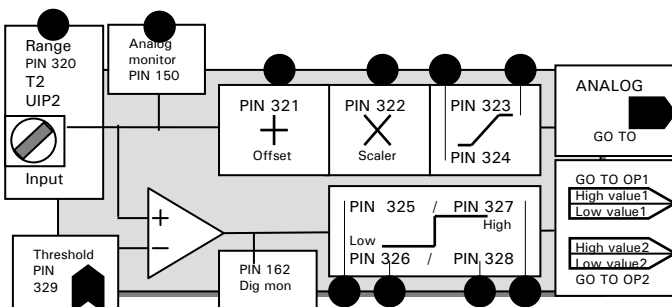 Range
PIN 320
T2
UIP2
Input
Analog
monitor
PIN 150
PIN 321
Offset
PIN 322
Scaler
PIN 323
PIN 324
ANALOG
GO TO
GO TO OP1
High value1
Low value1
High value2
Low value2
GO TO OP2
PIN 325 / PIN 327
High
Low
PIN 326 / PIN 328
Threshold
PIN
329
PIN 162
Dig mon